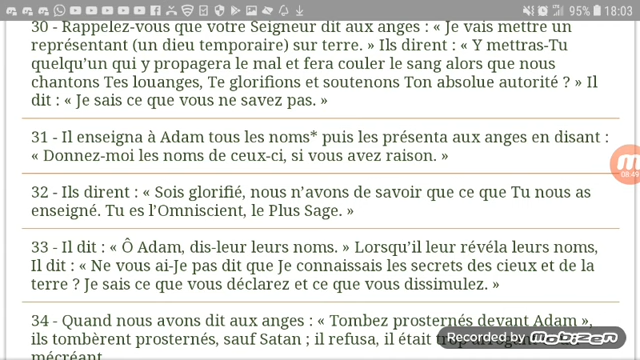 95% 18:03
30 - Rappelez-vous que votre Seigneur dit aux anges : « Je vais mettre un
représentant (un dieu temporaire) sur terre. » Ils dirent : « Y mettras-Tu
quelqu’un qui y propagera le mal et fera couler le sang alors que nous
chantons Tes louanges, Te glorifions et soutenons Ton absolue autorité ? » Il
dit : « Je sais ce que vous ne savez pas. »
31 - Il enseigna à Adam tous les noms* puis les présenta aux anges en disant :
« Donnez-moi les noms de ceux-ci, si vous avez raison. »
08:49
32 - Ils dirent : « Sois glorifié, nous n’avons de savoir que ce que Tu nous as
enseigné. Tu es l’Omniscient, le Plus Sage. »
33 - Il dit : « Ô Adam, dis-leur leurs noms. » Lorsqu’il leur révéla leurs noms,
Il dit : « Ne vous ai-Je pas dit que Je connaissais les secrets des cieux et de la
terre ? Je sais ce que vous déclarez et ce que vous dissimulez. »
34 - Quand nous avons dit aux anges : « Tombez prosternés devant Adam »,
ils tombèrent prosternés, sauf Satan ; il refusa, il était
mécréant
Recorded by mobizen